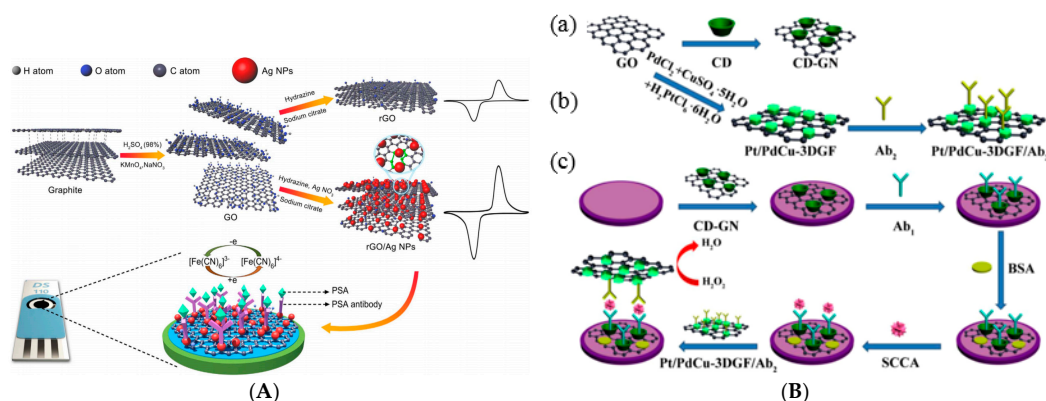 H atom
O atom
C atom
Ag NPs
Hydrazine
Sodium citrate
rGO
H₂SO₄ (98%)
KMnO₄, NaNO₃
Graphite
GO
Hydrazine, Ag NO₃
Sodium citrate
rGO/Ag NPs
-e
[Fe(CN)₆]³⁻
[Fe(CN)₆]⁴⁻
+e
PSA
PSA antibody
DS
110
(A)
(a)
GO
CD
CD-GN
PdCl₂+CuSO₄·5H₂O
+H₂PtCl₆·6H₂O
(b)
Pt/PdCu-3DGF
Ab₂
Pt/PdCu-3DGF/Ab₂
(c)
CD-GN
Ab₁
H₂O
H₂O₂
BSA
Pt/PdCu-3DGF/Ab₂
SCCA
(B)